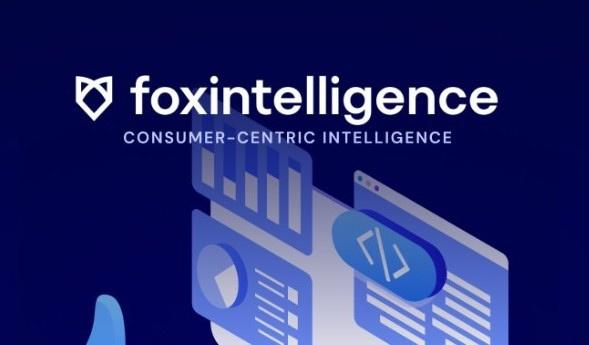 foxintelligence
CONSUMER-CENTRIC INTELLIGENCE
</>